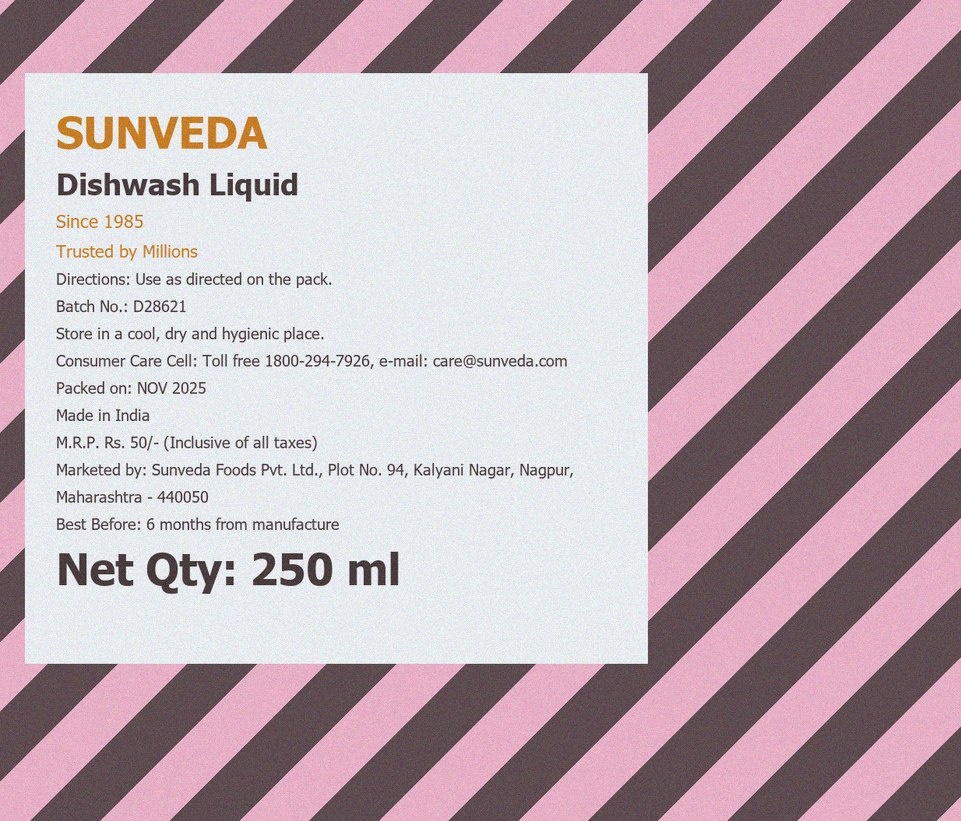 SUNVEDA
Dishwash Liquid
Since 1985
Trusted by Millions
Directions: Use as directed on the pack.
Batch No.: D28621
Store in a cool, dry and hygienic place.
Consumer Care Cell: Toll free 1800-294-7926, e-mail: care@sunveda.com
Packed on: NOV 2025
Made in India
M.R.P. Rs. 50/- (Inclusive of all taxes)
Marketed by: Sunveda Foods Pvt. Ltd., Plot No. 94, Kalyani Nagar, Nagpur,
Maharashtra - 440050
Best Before: 6 months from manufacture
Net Qty: 250 ml